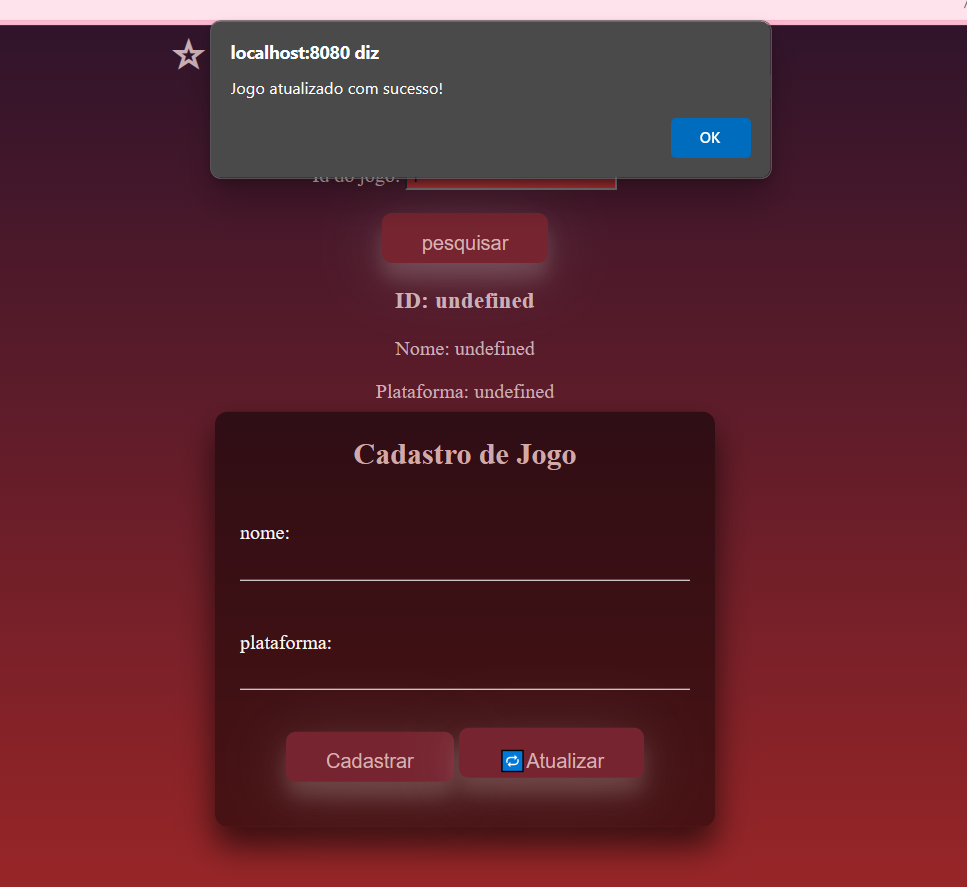 localhost:8080 diz
Jogo atualizado com sucesso!
OK
Id do jogo:
pesquisar
ID: undefined
Nome: undefined
Plataforma: undefined
Cadastro de Jogo
nome:
plataforma:
Cadastrar
Atualizar